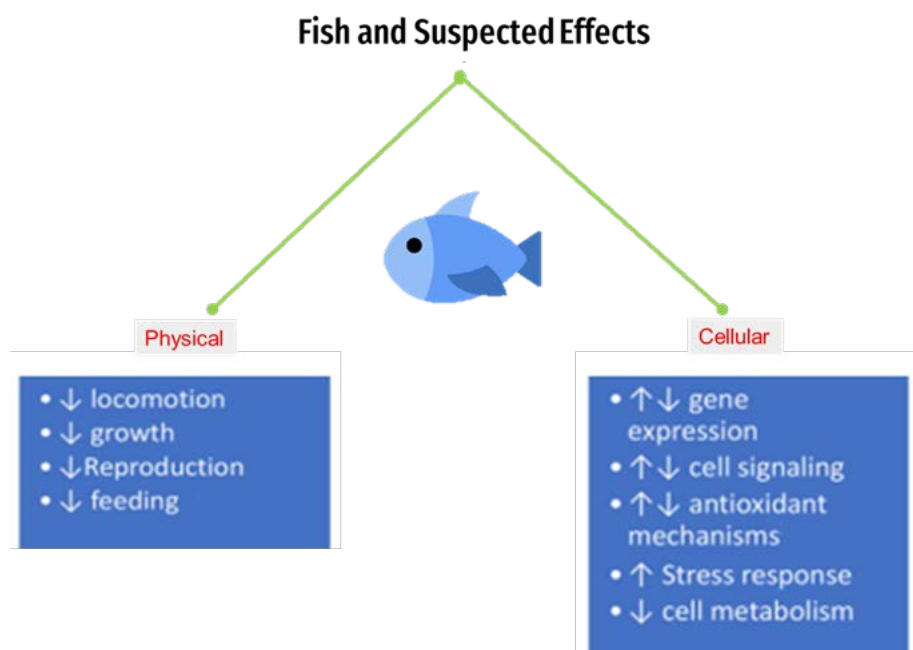 Fish and Suspected Effects
Physical
• ↓ locomotion
• ↓ growth
• ↓Reproduction
• ↓ feeding
Cellular
• ↑↓ gene
expression
• ↑↓ cell signaling
• ↑↓ antioxidant
mechanisms
• ↑ Stress response
• ↓ cell metabolism